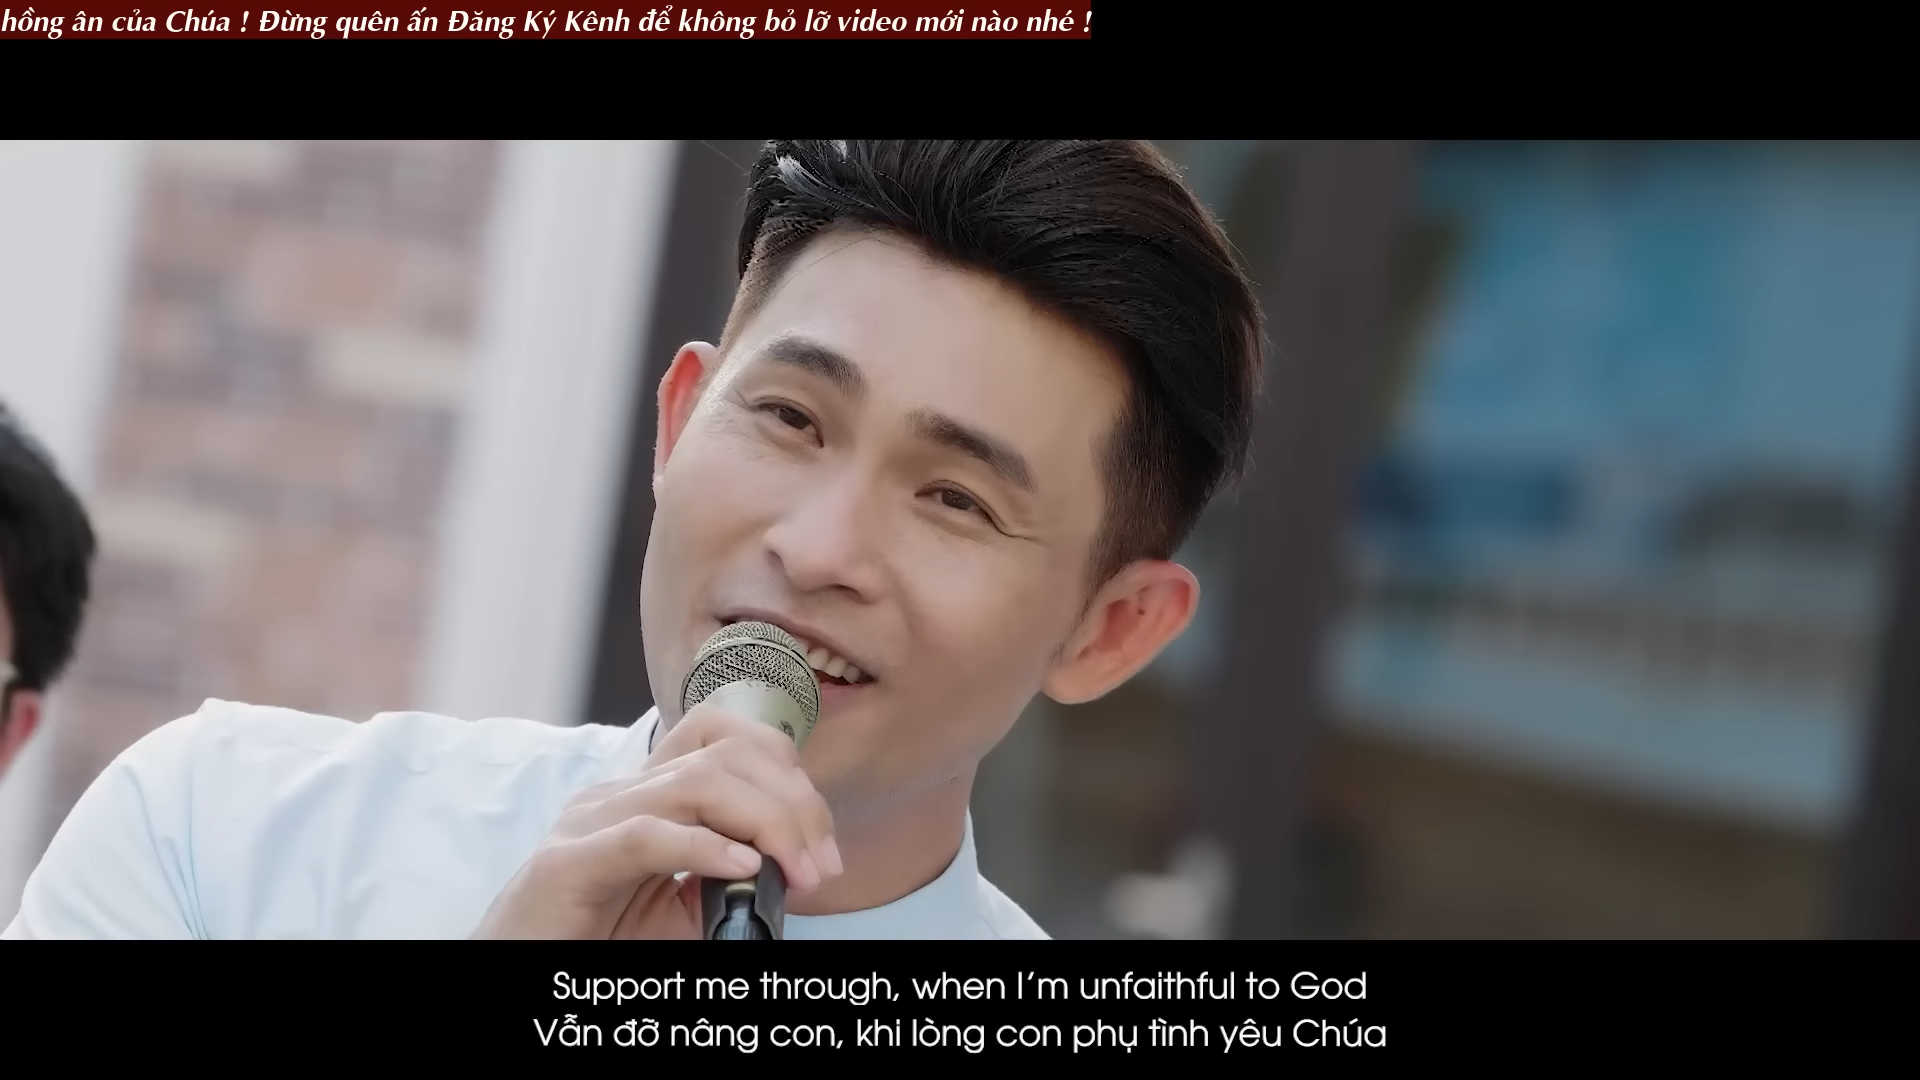 hồng ân của Chúa ! Đừng quên ấn Đăng Ký Kênh để không bỏ lỡ video mới nào nhé !
Support me through, when I'm unfaithful to God
Vẫn đỡ nâng con, khi lòng con phụ tình yêu Chúa